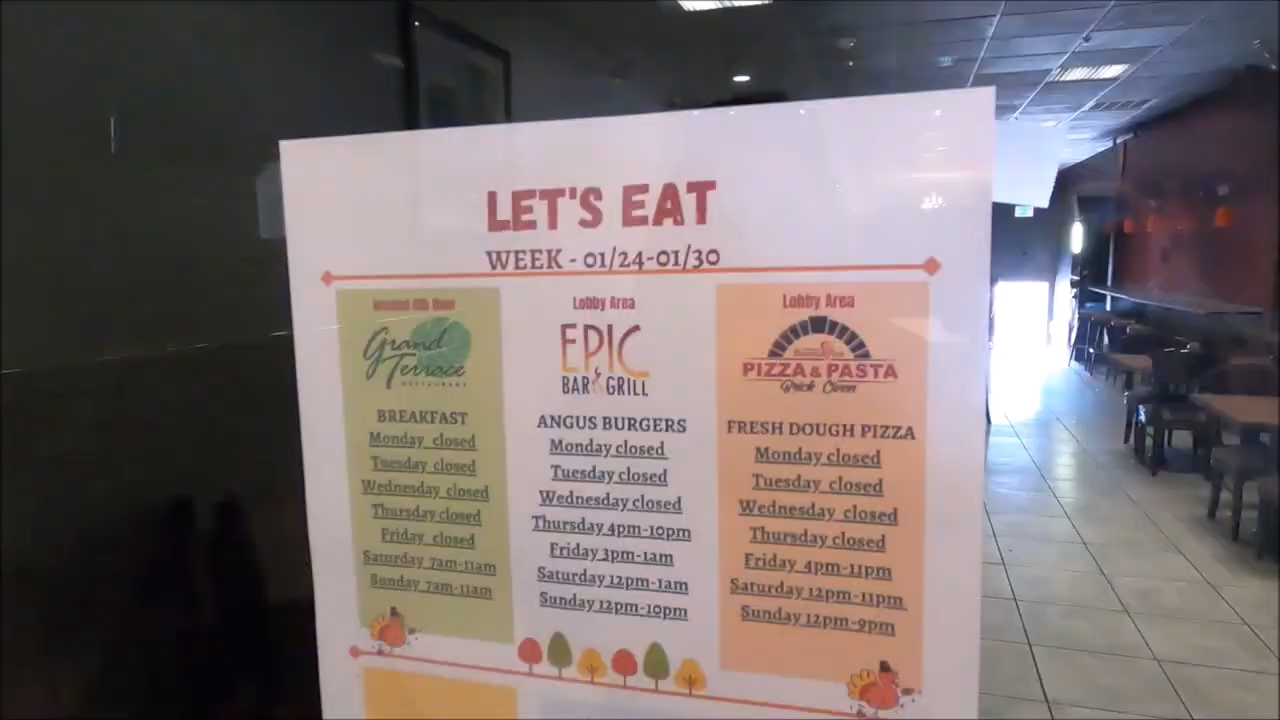 LET'S EAT
WEEK - 01/24-01/30
Grand
Terrace
RESTAURANT
BREAKFAST
Monday closed
Tuesday closed
Wednesday closed
Thursday closed
Friday closed
Saturday 7am-11am
Sunday 7am-11am
Lobby Area
EPIC
BAR & GRILL
ANGUS BURGERS
Monday closed
Tuesday closed
Wednesday closed
Thursday 4pm-10pm
Friday 3pm-1am
Saturday 12pm-1am
Sunday 12pm-10pm
Lobby Area
PIZZA & PASTA
Brick Oven
FRESH DOUGH PIZZA
Monday closed
Tuesday closed
Wednesday closed
Thursday closed
Friday 4pm-11pm
Saturday 12pm-11pm
Sunday 12pm-9pm